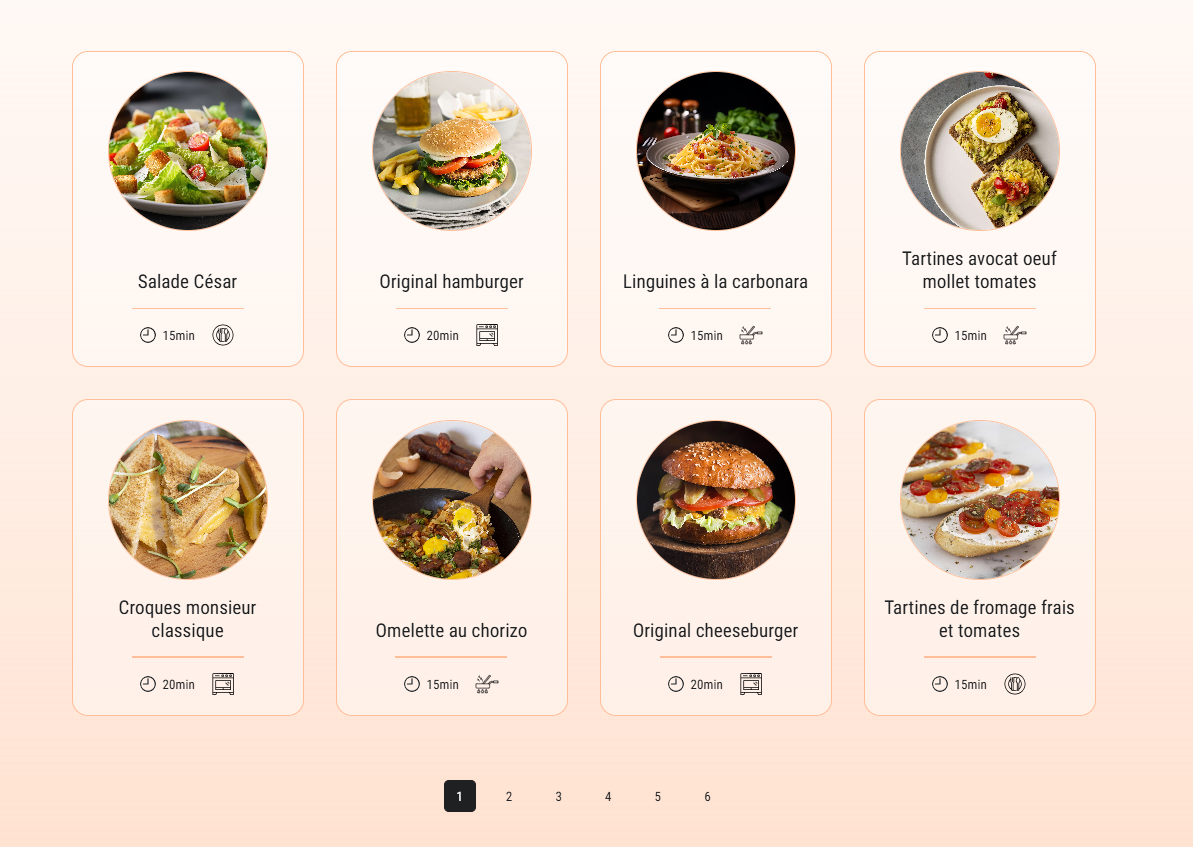 Salade César
15min
Original hamburger
20min
Linguines à la carbonara
15min
Tartines avocat oeuf
mollet tomates
15min
Croques monsieur
classique
20min
Omelette au chorizo
15min
Original cheeseburger
20min
Tartines de fromage frais
et tomates
15min
1 2 3 4 5 6